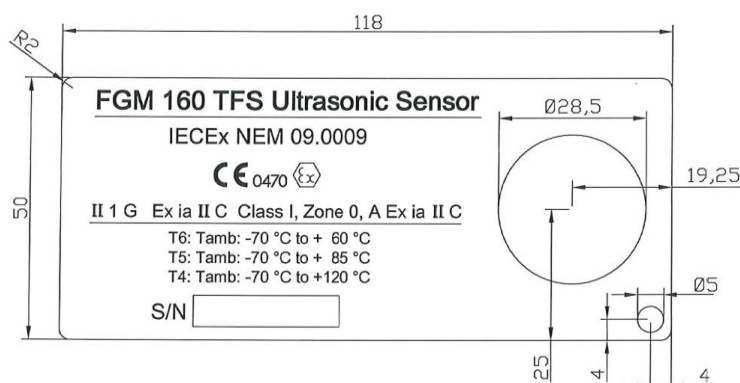 118
R2
FGM 160 TFS Ultrasonic Sensor
Ø28,5
IECEx NEM 09.0009
CE 0470 Ex
19,25
50
II 1 G Ex ia II C Class I, Zone 0, A Ex ia II C
T6: Tamb: -70 °C to + 60 °C
T5: Tamb: -70 °C to + 85 °C
T4: Tamb: -70 °C to +120 °C
Ø5
S/N
25
4
4